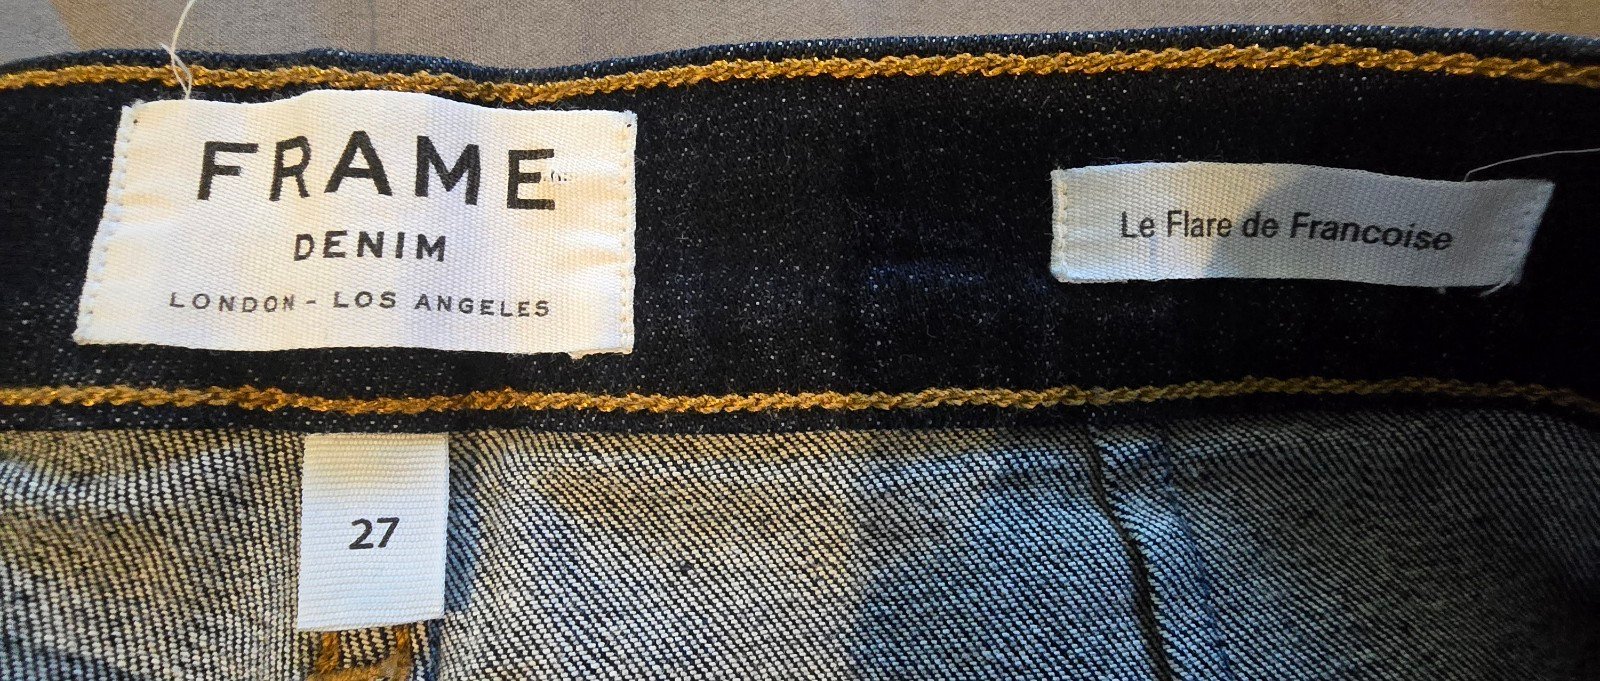 FRAME
DENIM
LONDON - LOS ANGELES
Le Flare de Francoise
27